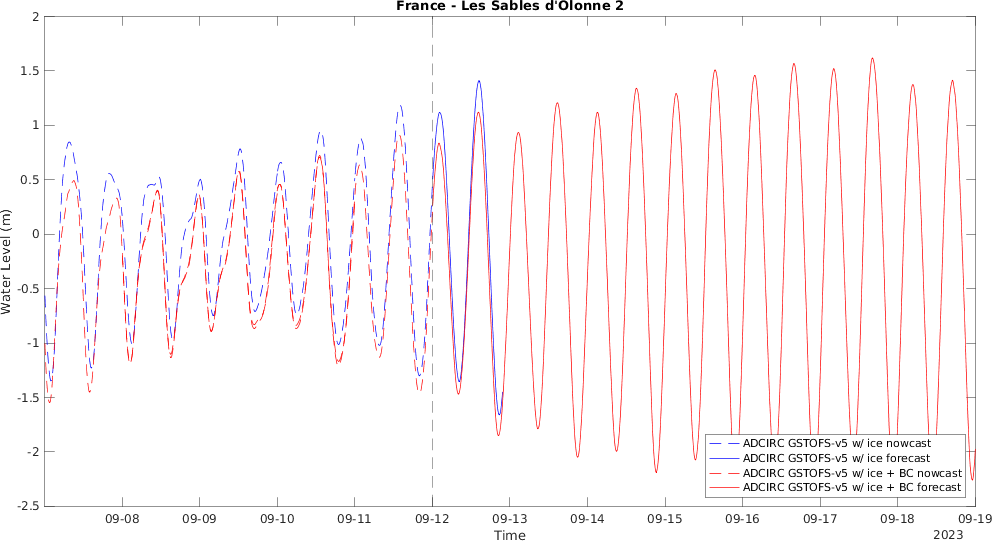 France - Les Sables d'Olonne 2
2
1.5
1
0.5
0
-0.5
-1
-1.5
-2
-2.5
Water Level (m)
ADCIRC GSTOFS-v5 w/ ice nowcast
ADCIRC GSTOFS-v5 w/ ice forecast
ADCIRC GSTOFS-v5 w/ ice + BC nowcast
ADCIRC GSTOFS-v5 w/ ice + BC forecast
09-08 09-09 09-10 09-11 09-12 09-13 09-14 09-15 09-16 09-17 09-18 09-19
Time
2023